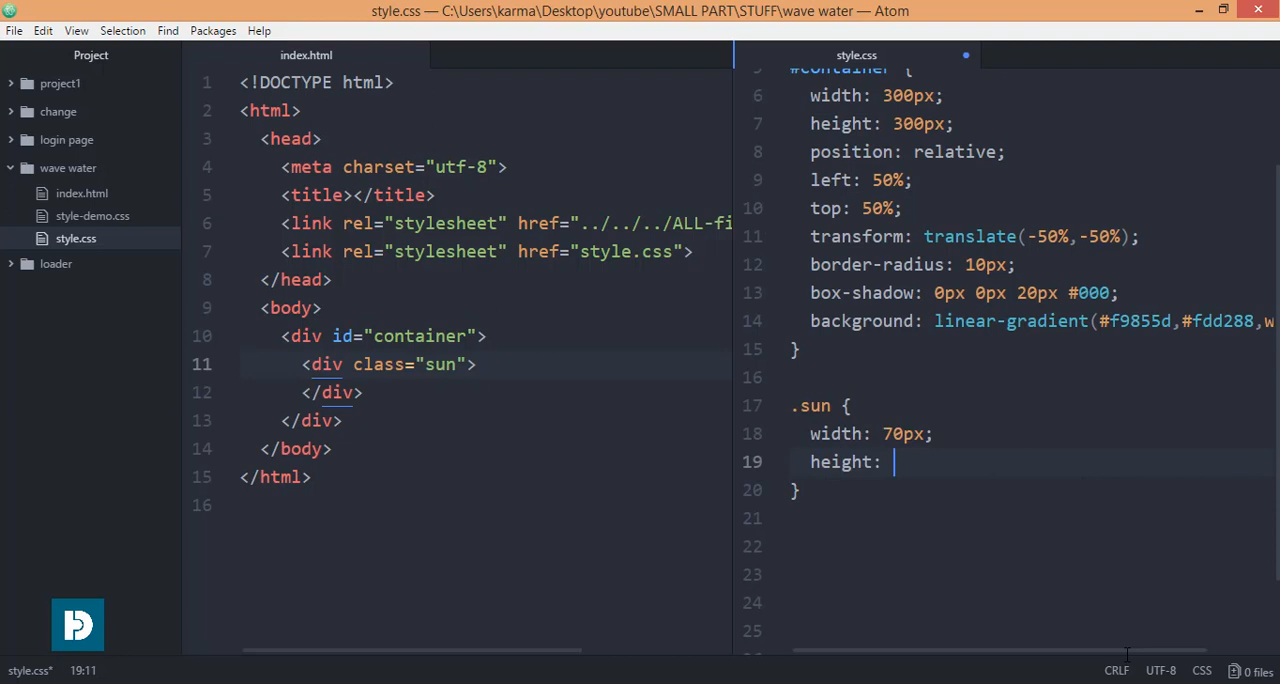 style.css — C:\Users\karma\Desktop\youtube\SMALL PART\STUFF\wave water — Atom
File Edit View Selection Find Packages Help
Project
project1
change
login page
wave water
index.html
style-demo.css
style.css
loader
index.html
1 <!DOCTYPE html>
2 <html>
3 <head>
4 <meta charset="utf-8">
5 <title></title>
6 <link rel="stylesheet" href="../../../ALL-fi
7 <link rel="stylesheet" href="style.css">
8 </head>
9 <body>
10 <div id="container">
11 <div class="sun">
12 </div>
13 </div>
14 </body>
15 </html>
16
style.css
5 #container {
6 width: 300px;
7 height: 300px;
8 position: relative;
9 left: 50%;
10 top: 50%;
11 transform: translate(-50%,-50%);
12 border-radius: 10px;
13 box-shadow: 0px 0px 20px #000;
14 background: linear-gradient(#f9855d,#fdd288,w
15 }
16
17 .sun {
18 width: 70px;
19 height:
20 }
21
22
23
24
25
style.css* 19:11
CRLF UTF-8 CSS 0 files